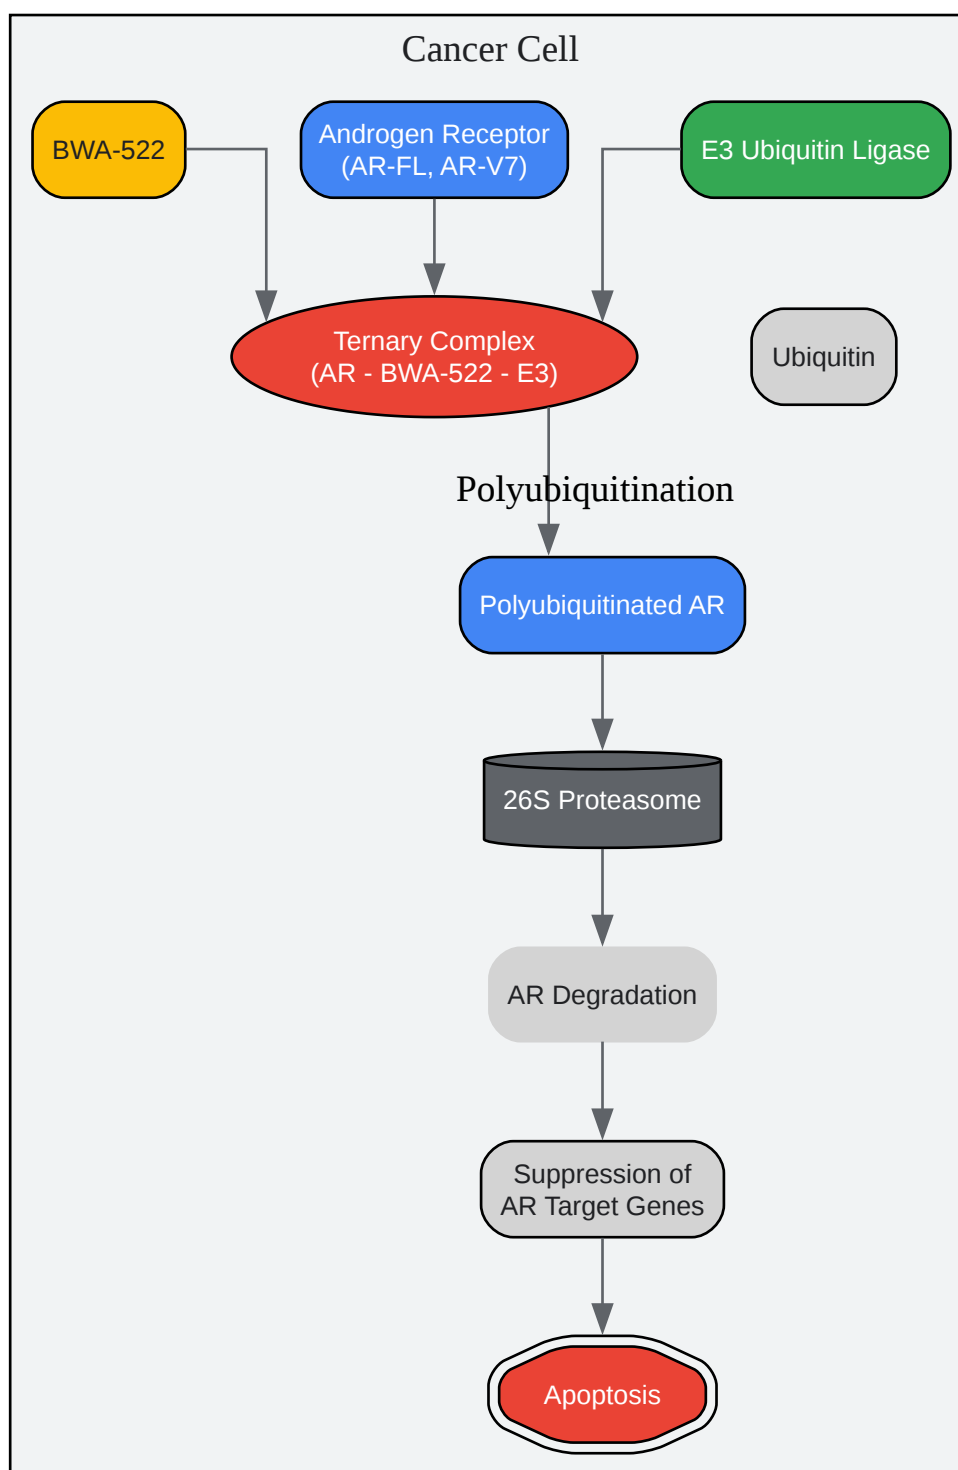 Cancer Cell
BWA-522
Androgen Receptor
(AR-FL, AR-V7)
E3 Ubiquitin Ligase
Ternary Complex
(AR - BWA-522 - E3)
Ubiquitin
Polyubiquitination
Polyubiquitinated AR
26S Proteasome
AR Degradation
Suppression of
AR Target Genes
Apoptosis